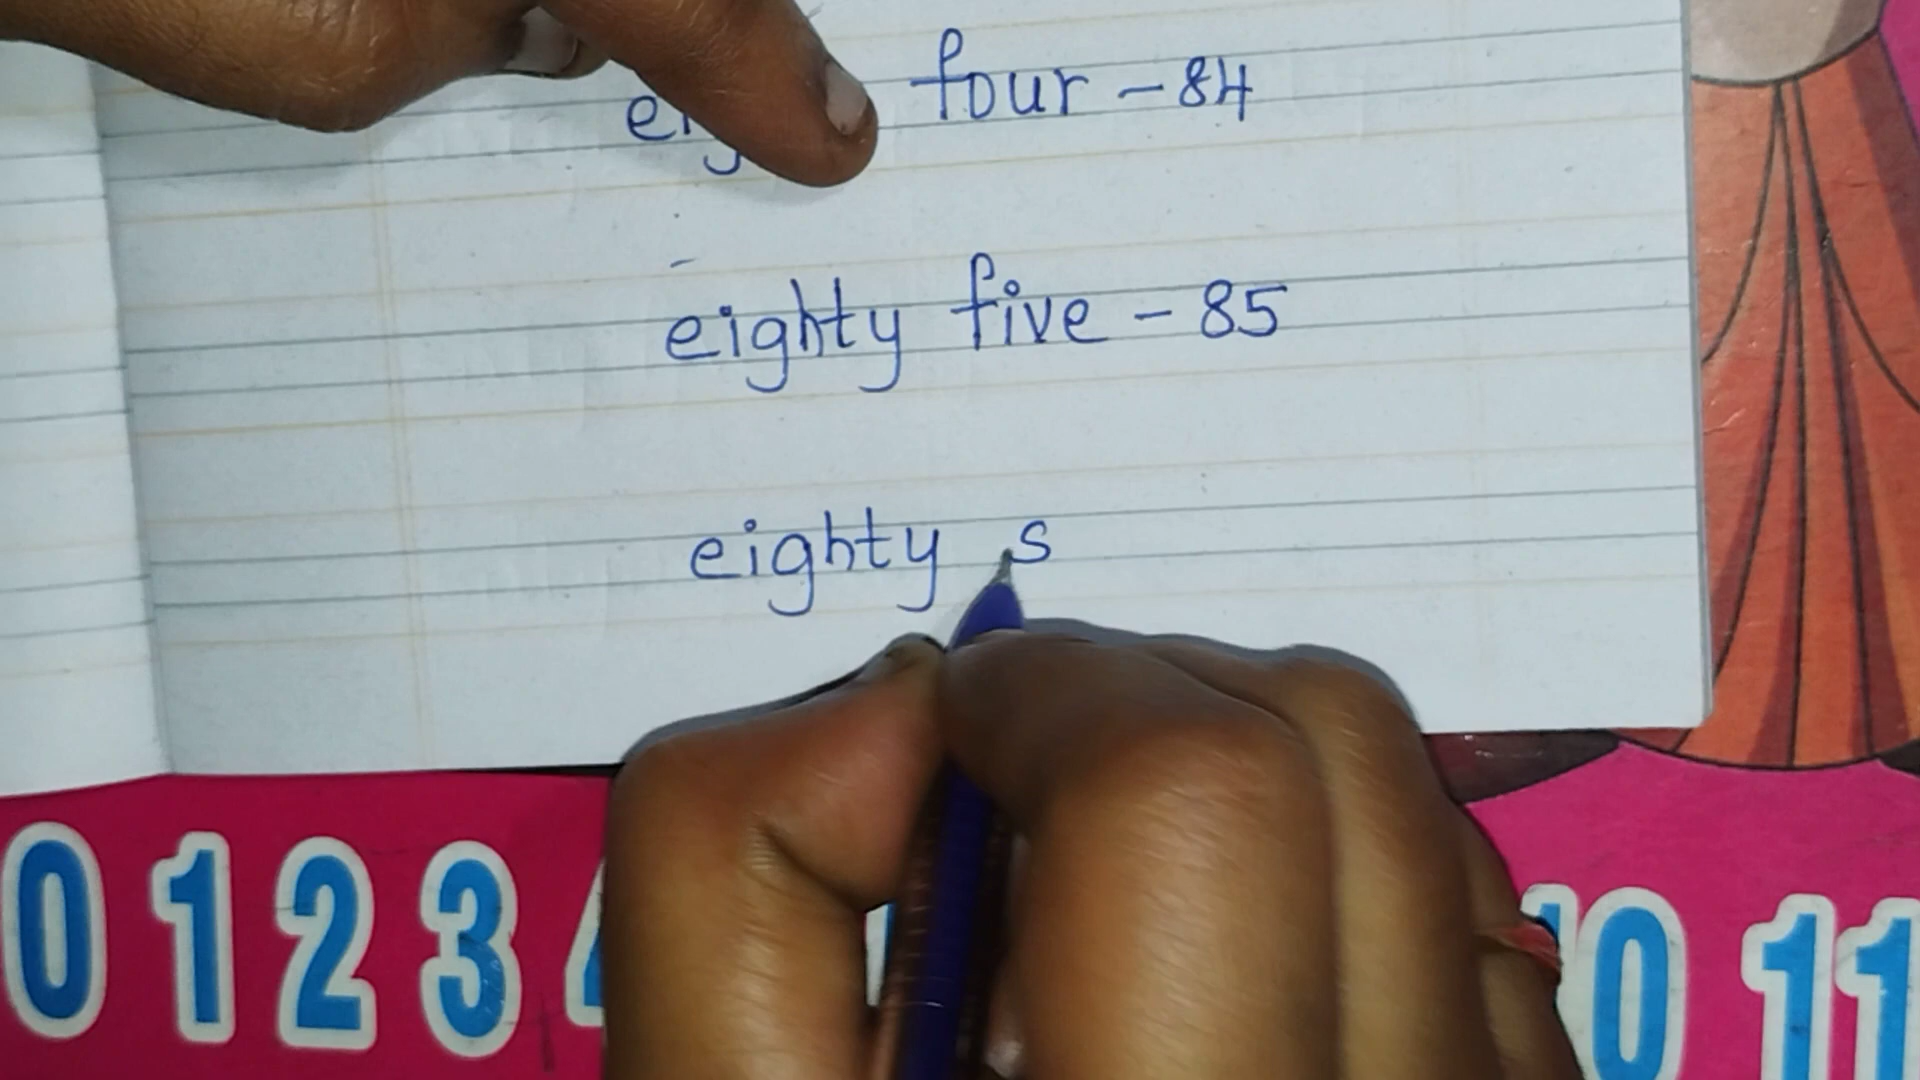 four - 84
eighty five - 85
eighty s
0 1 2 3 10 11